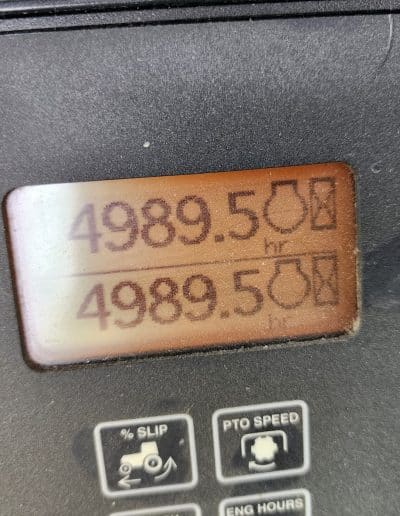 4989.5 hr
4989.5 hr
% SLIP
PTO SPEED
ENG HOURS